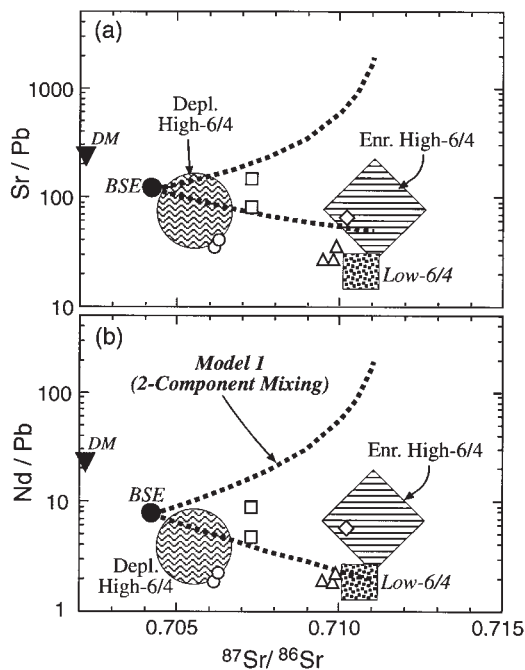 (a)
1000
100
10
Sr / Pb
Depl.
High-6/4
DM
BSE
Enr. High-6/4
Low-6/4
(b)
100
10
1
Nd / Pb
Model 1
(2-Component Mixing)
DM
BSE
Enr. High-6/4
Depl.
High-6/4
Low-6/4
0.705
0.710
0.715
87Sr/ 86Sr